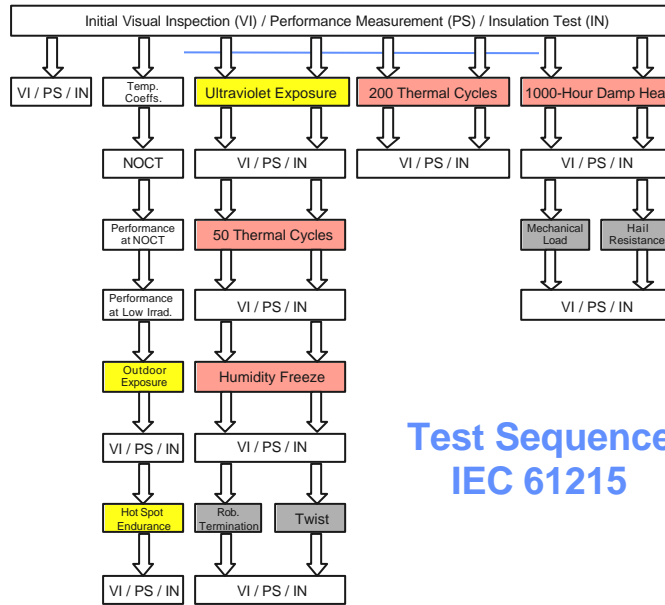 Initial Visual Inspection (VI) / Performance Measurement (PS) / Insulation Test (IN)
VI / PS / IN
Temp.
Coeffs.
Ultraviolet Exposure
200 Thermal Cycles
1000-Hour Damp Hea
NOCT
VI / PS / IN
VI / PS / IN
VI / PS / IN
Performance
at NOCT
50 Thermal Cycles
Mechanical
Load
Hail
Resistance
Performance
at Low Irrad.
VI / PS / IN
VI / PS / IN
Outdoor
Exposure
Humidity Freeze
VI / PS / IN
VI / PS / IN
Test Sequence
IEC 61215
Hot Spot
Endurance
Rob.
Termination
Twist
VI / PS / IN
VI / PS / IN